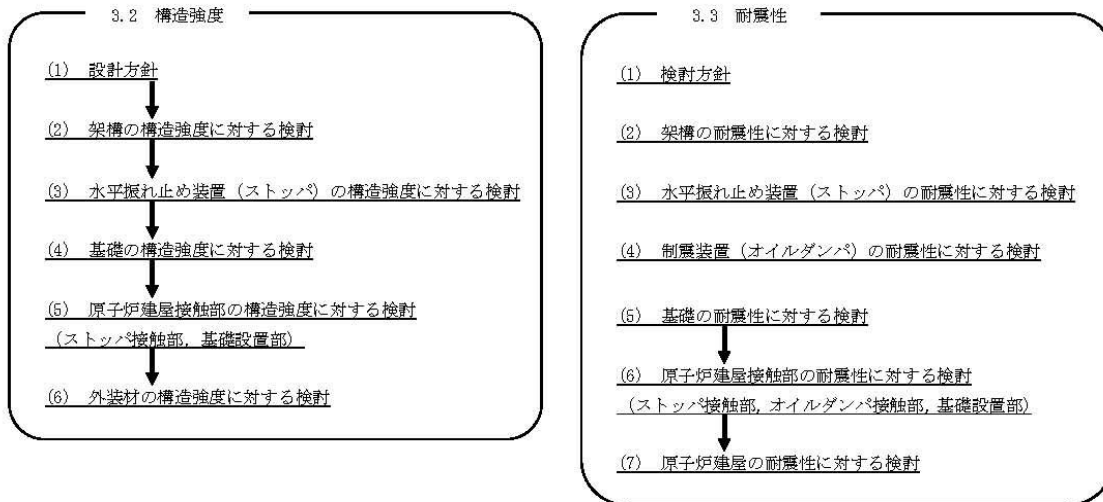 3.2 構造強度
(1) 設計方針
(2) 架構の構造強度に対する検討
(3) 水平振れ止め装置（ストッパ）の構造強度に対する検討
(4) 基礎の構造強度に対する検討
(5) 原子炉建屋接触部の構造強度に対する検討
（ストッパ接触部，基礎設置部）
(6) 外装材の構造強度に対する検討
3.3 耐震性
(1) 検討方針
(2) 架構の耐震性に対する検討
(3) 水平振れ止め装置（ストッパ）の耐震性に対する検討
(4) 制震装置（オイルダンパ）の耐震性に対する検討
(5) 基礎の耐震性に対する検討
(6) 原子炉建屋接触部の耐震性に対する検討
（ストッパ接触部，オイルダンパ接触部，基礎設置部）
(7) 原子炉建屋の耐震性に対する検討